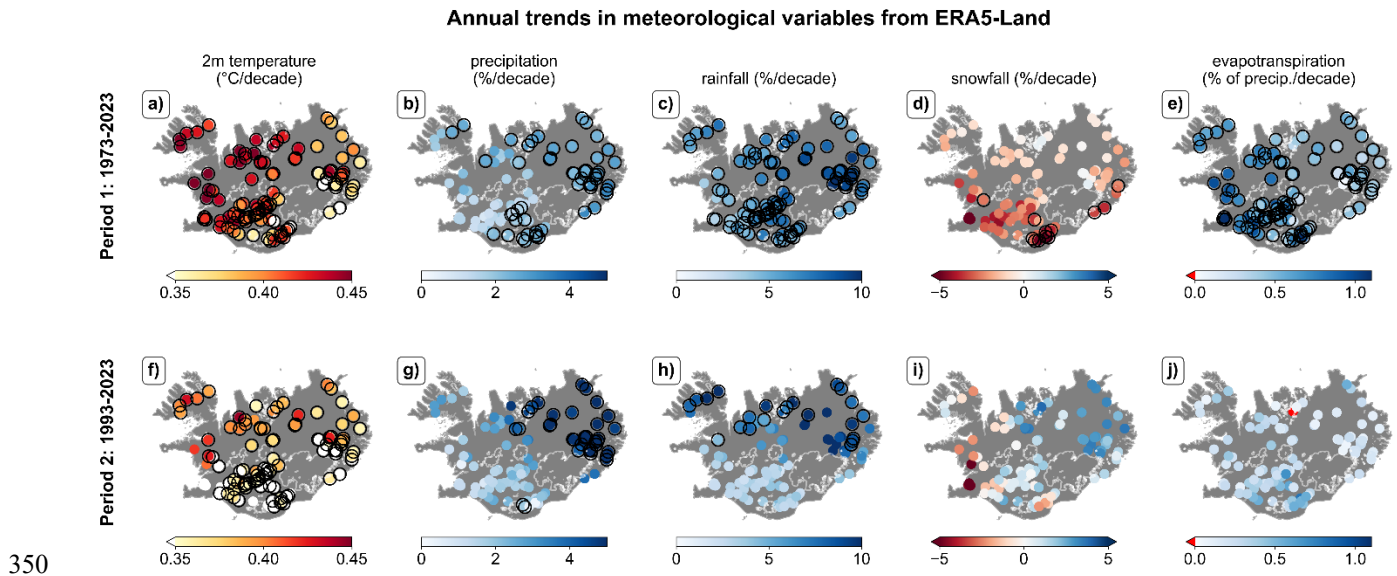 Annual trends in meteorological variables from ERA5-Land
2m temperature
(°C/decade)
precipitation
(%/decade)
rainfall (%/decade)
snowfall (%/decade)
evapotranspiration
(% of precip./decade)
Period 1: 1973-2023
a)
b)
c)
d)
e)
0.35 0.40 0.45
0 2 4
0 5 10
−5 0 5
0.0 0.5 1.0
Period 2: 1993-2023
f)
g)
h)
i)
j)
0.35 0.40 0.45
0 2 4
0 5 10
−5 0 5
0.0 0.5 1.0
350